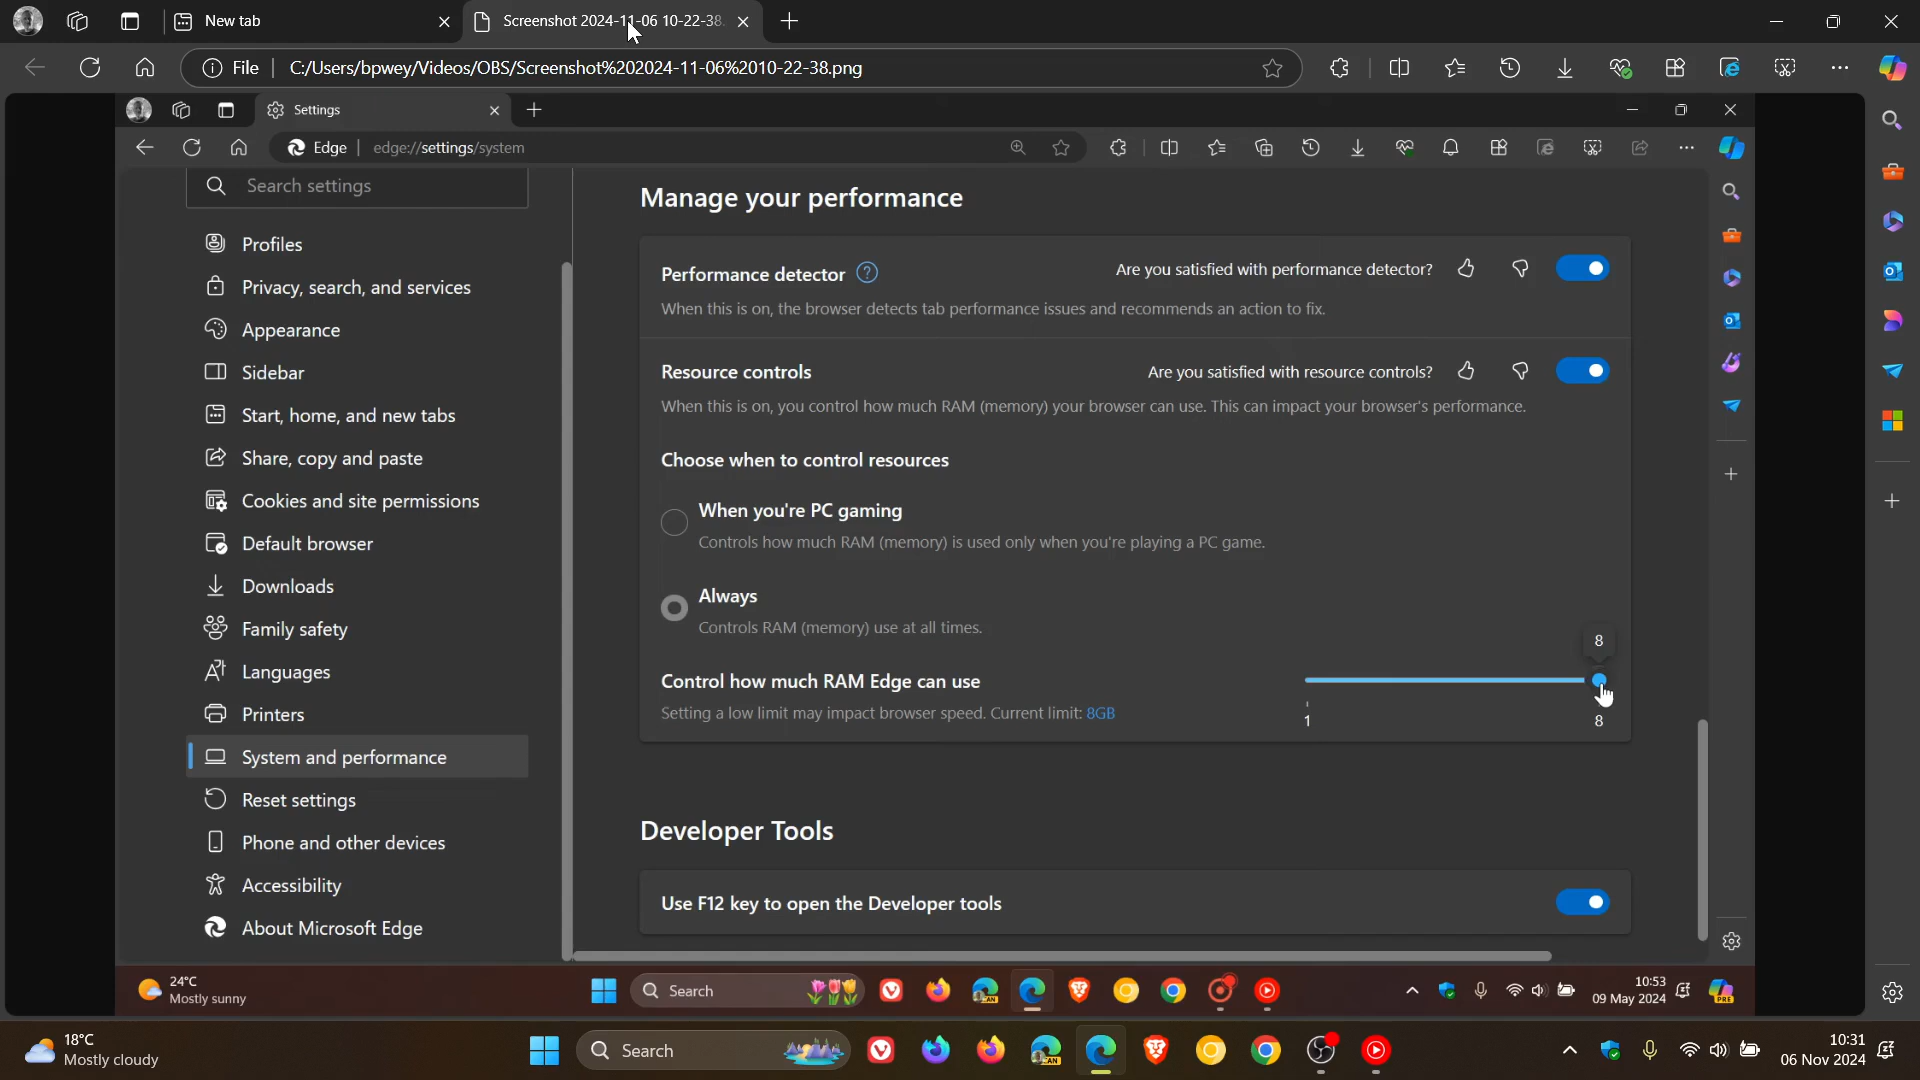 New tab
Screenshot 2024-11-06 10-22-38.
File
C:/Users/bpwey/Videos/OBS/Screenshot%202024-11-06%2010-22-38.png
Settings
Edge
edge://settings/system
Search settings
Profiles
Privacy, search, and services
Appearance
Sidebar
Start, home, and new tabs
Share, copy and paste
Cookies and site permissions
Default browser
Downloads
Family safety
Languages
Printers
System and performance
Reset settings
Phone and other devices
Accessibility
About Microsoft Edge
Manage your performance
Performance detector
Are you satisfied with performance detector?
When this is on, the browser detects tab performance issues and recommends an action to fix.
Resource controls
Are you satisfied with resource controls?
When this is on, you control how much RAM (memory) your browser can use. This can impact your browser's performance.
Choose when to control resources
When you're PC gaming
Controls how much RAM (memory) is used only when you're playing a PC game.
Always
Controls RAM (memory) use at all times.
8
Control how much RAM Edge can use
Setting a low limit may impact browser speed. Current limit: 8GB
1
8
Developer Tools
Use F12 key to open the Developer tools
24°C
Mostly sunny
Search
CAN
10:53
09 May 2024
PRE
18°C
Mostly cloudy
Search
CAN
10:31
06 Nov 2024